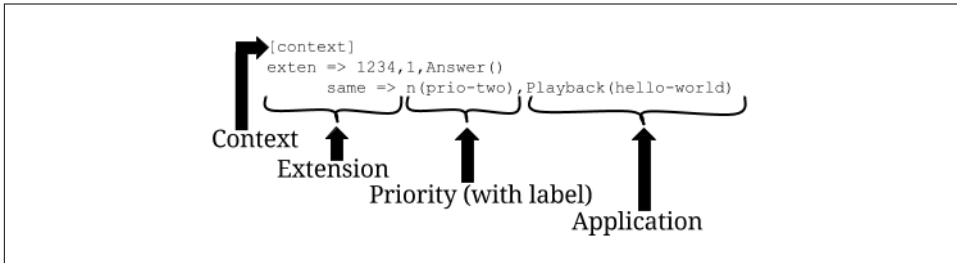 [context]
exten => 1234,1,Answer()
same => n(prio-two),Playback(hello-world)
Context
Extension
Priority (with label)
Application